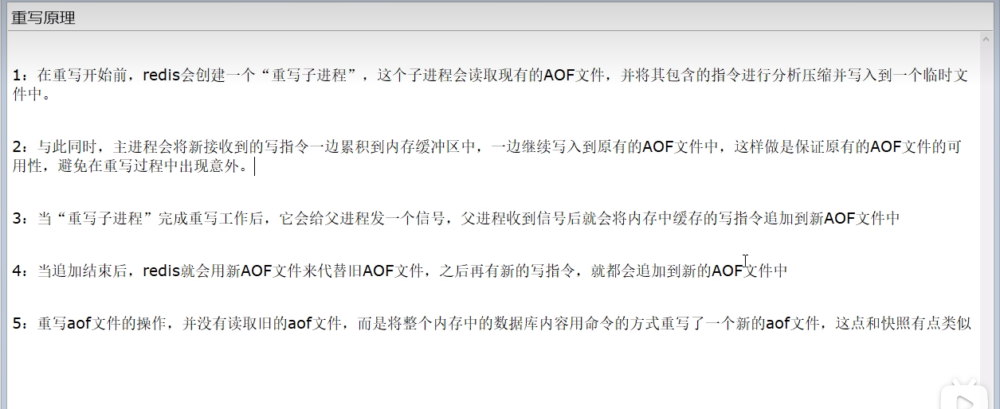 重写原理
1：在重写开始前，redis会创建一个“重写子进程”，这个子进程会读取现有的AOF文件，并将其包含的指令进行分析压缩并写入到一个临时文
件中。
2：与此同时，主进程会将新接收到的写指令一边累积到内存缓冲区中，一边继续写入到原有的AOF文件中，这样做是保证原有的AOF文件的可
用性，避免在重写过程中出现意外。
3：当“重写子进程”完成重写工作后，它会给父进程发一个信号，父进程收到信号后就会将内存中缓存的写指令追加到新AOF文件中
4：当追加结束后，redis就会用新AOF文件来代替旧AOF文件，之后再有新的写指令，就都会追加到新的AOF文件中
5：重写aof文件的操作，并没有读取旧的aof文件，而是将整个内存中的数据库内容用命令的方式重写了一个新的aof文件，这点和快照有点类似